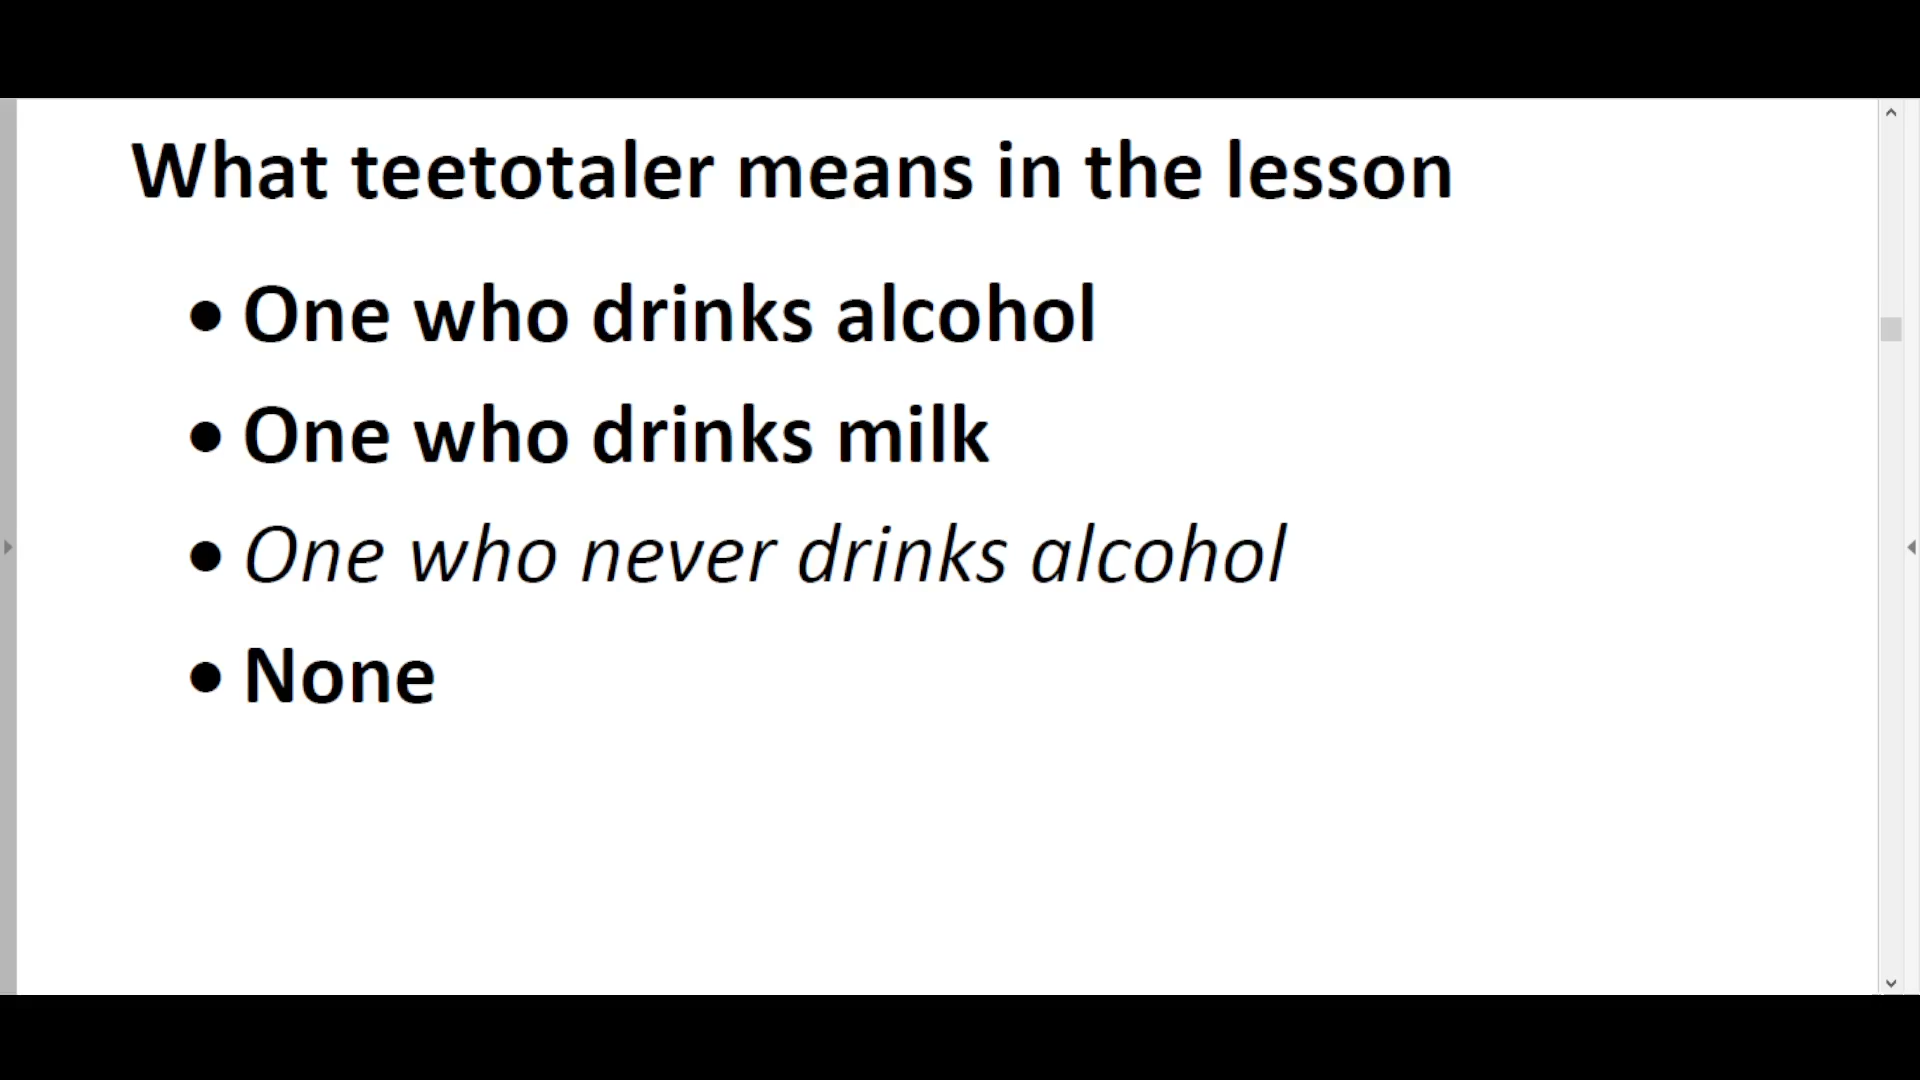 What teetotaler means in the lesson
• One who drinks alcohol
• One who drinks milk
• One who never drinks alcohol
• None